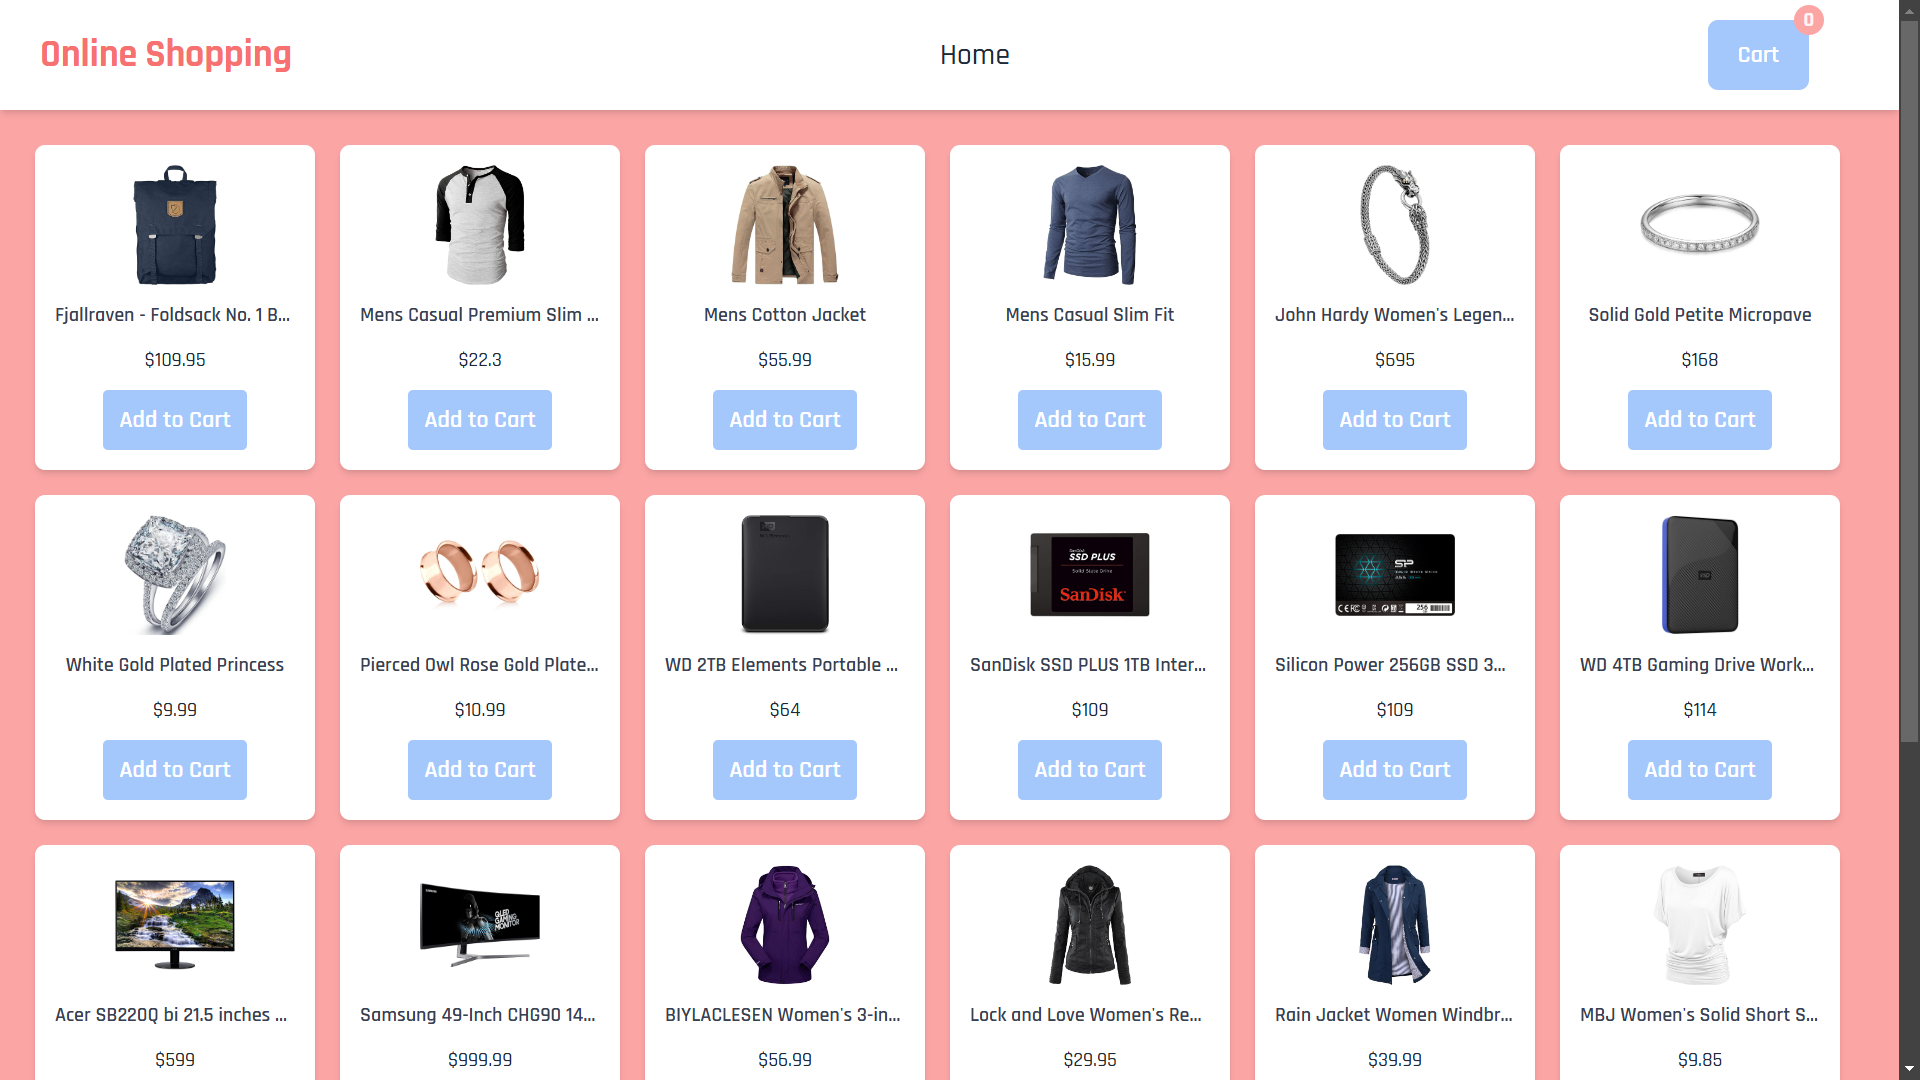 Online Shopping
Home
0
Cart
Fjallraven - Foldsack No. 1 B...
Mens Casual Premium Slim ...
Mens Cotton Jacket
Mens Casual Slim Fit
John Hardy Women's Legen...
Solid Gold Petite Micropave
$109.95
$22.3
$55.99
$15.99
$695
$168
Add to Cart
Add to Cart
Add to Cart
Add to Cart
Add to Cart
Add to Cart
SSD PLUS
Solid State Drive
SanDisk
SP
256
White Gold Plated Princess
Pierced Owl Rose Gold Plate...
WD 2TB Elements Portable ...
SanDisk SSD PLUS 1TB Inter...
Silicon Power 256GB SSD 3...
WD 4TB Gaming Drive Work...
$9.99
$10.99
$64
$109
$109
$114
Add to Cart
Add to Cart
Add to Cart
Add to Cart
Add to Cart
Add to Cart
QLED
GAMING
MONITOR
Acer SB220Q bi 21.5 inches ...
Samsung 49-Inch CHG90 14...
BIYLACLESEN Women's 3-in...
Lock and Love Women's Re...
Rain Jacket Women Windbr...
MBJ Women's Solid Short S...
$599
$999.99
$56.99
$29.95
$39.99
$9.85